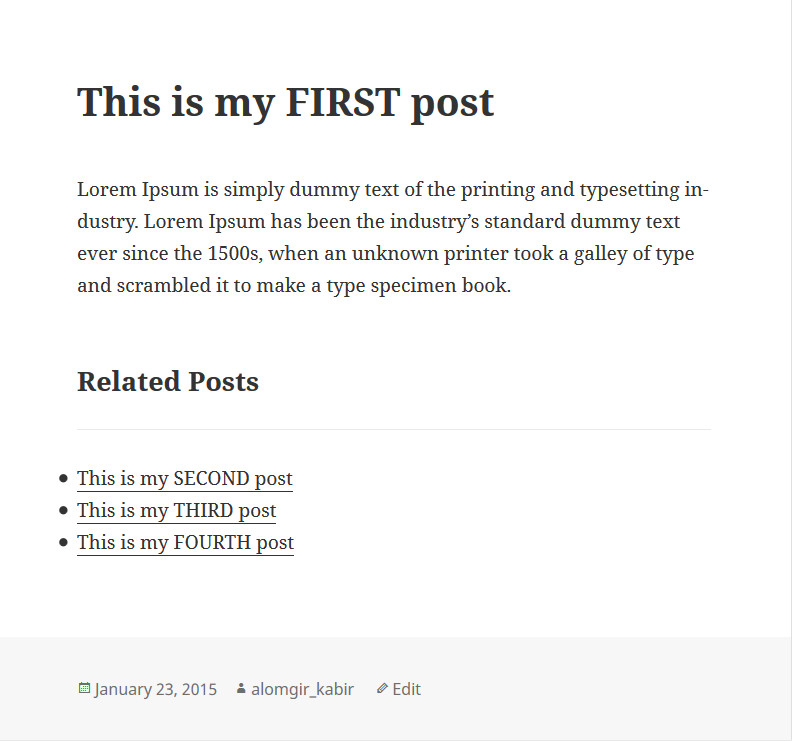 This is my FIRST post
Lorem Ipsum is simply dummy text of the printing and typesetting in-
dustry. Lorem Ipsum has been the industry’s standard dummy text
ever since the 1500s, when an unknown printer took a galley of type
and scrambled it to make a type specimen book.
Related Posts
This is my SECOND post
This is my THIRD post
This is my FOURTH post
January 23, 2015 alomgir_kabir Edit